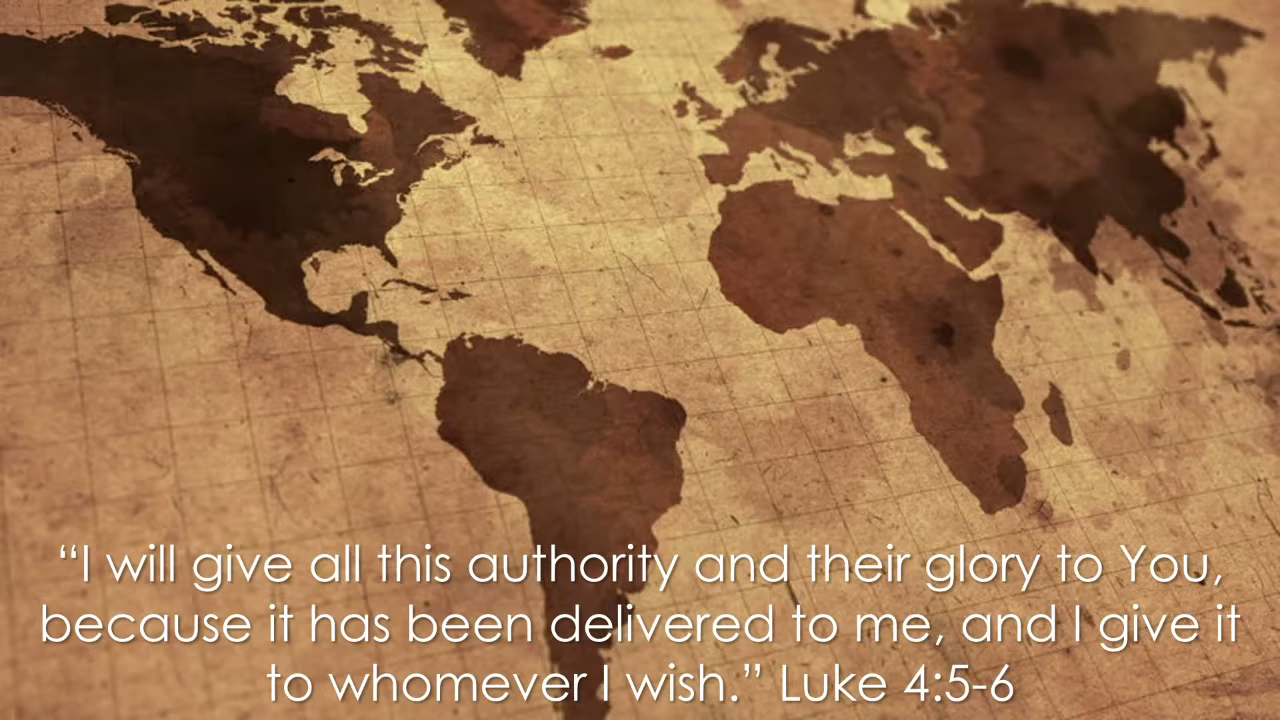 “I will give all this authority and their glory to You,
because it has been delivered to me, and I give it
to whomever I wish.” Luke 4:5-6